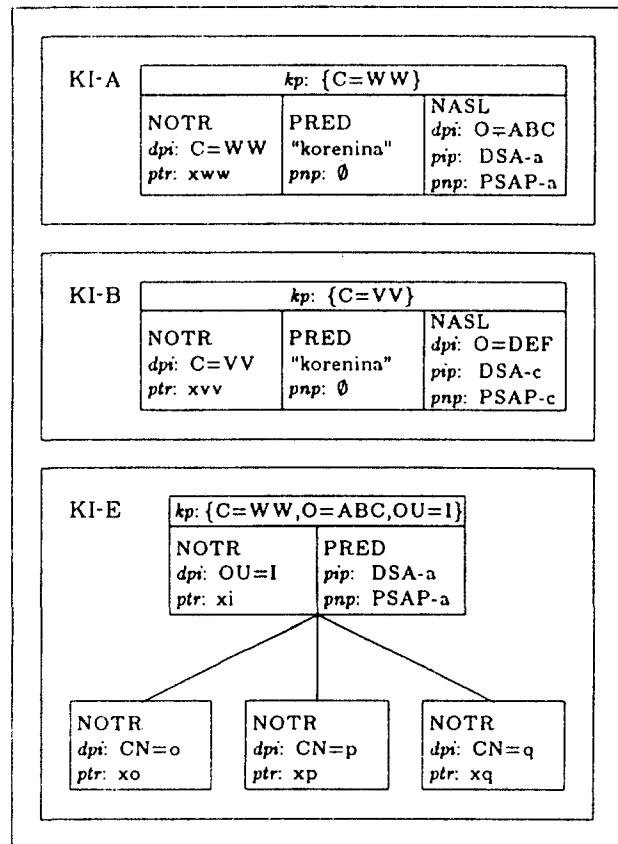 KI-A
kp: {C=WW}
NOTR
dpi: C=WW
ptr: xww
PRED
"korenina"
pnp: ∅
NASL
dpi: O=ABC
pip: DSA-a
pnp: PSAP-a
KI-B
kp: {C=VV}
NOTR
dpi: C=VV
ptr: xvv
PRED
"korenina"
pnp: ∅
NASL
dpi: O=DEF
pip: DSA-c
pnp: PSAP-c
KI-E
kp: {C=WW,O=ABC,OU=I}
NOTR
dpi: OU=I
ptr: xi
PRED
pip: DSA-a
pnp: PSAP-a
NOTR
dpi: CN=o
ptr: xo
NOTR
dpi: CN=p
ptr: xp
NOTR
dpi: CN=q
ptr: xq